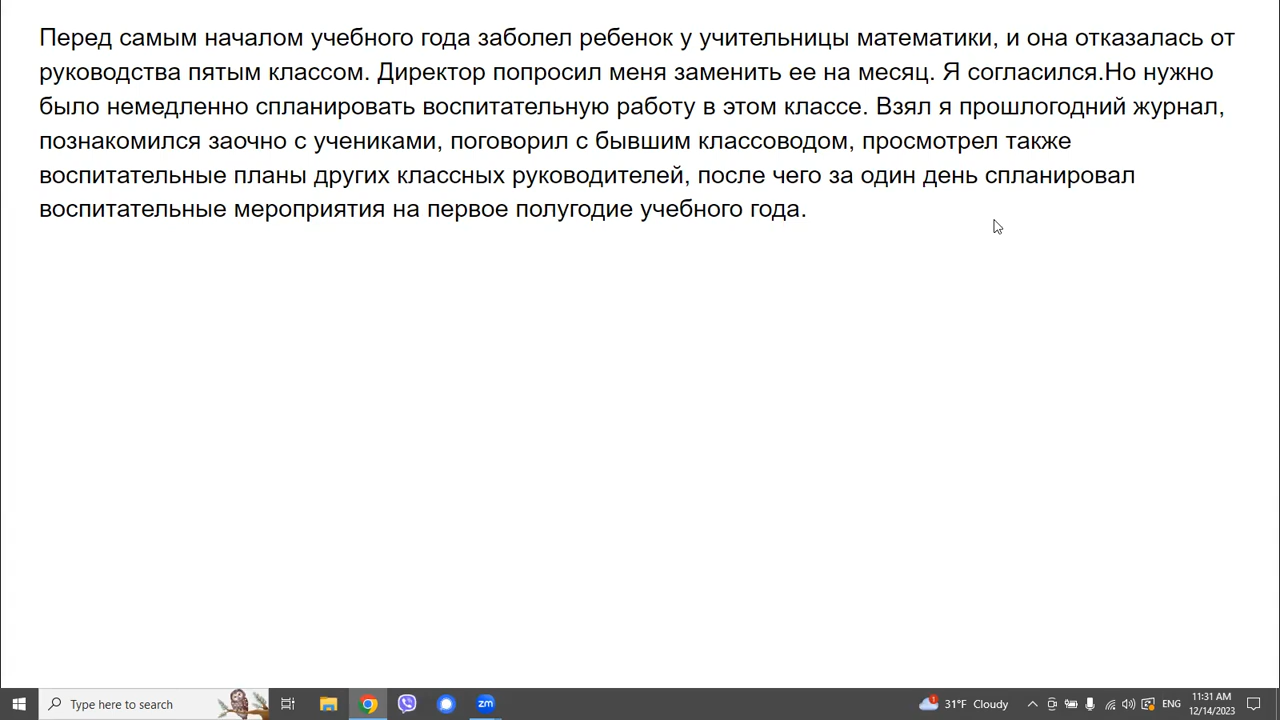 Перед самым началом учебного года заболел ребенок у учительницы математики, и она отказалась от
руководства пятым классом. Директор попросил меня заменить ее на месяц. Я согласился.Но нужно
было немедленно спланировать воспитательную работу в этом классе. Взял я прошлогодний журнал,
познакомился заочно с учениками, поговорил с бывшим классоводом, просмотрел также
воспитательные планы других классных руководителей, после чего за один день спланировал
воспитательные мероприятия на первое полугодие учебного года.
Type here to search
zm
1
31°F Cloudy
ENG
11:31 AM
12/14/2023